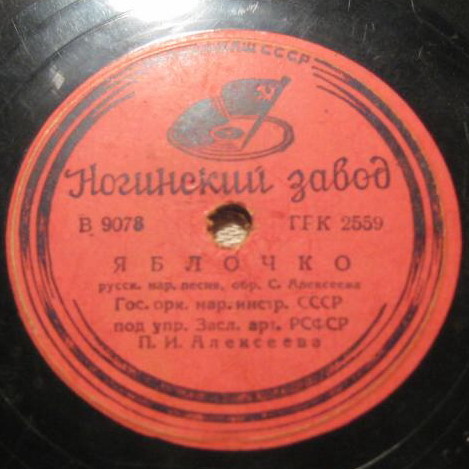 СССР
Ногинский завод
В 9078 ГРК 2559
ЯБЛОЧКО
русск. нар. песня, обр. С. Алексеева
Гос. орк. нар. инстр. СССР
под упр. Засл. арт. РСФСР
П. И. Алексеева